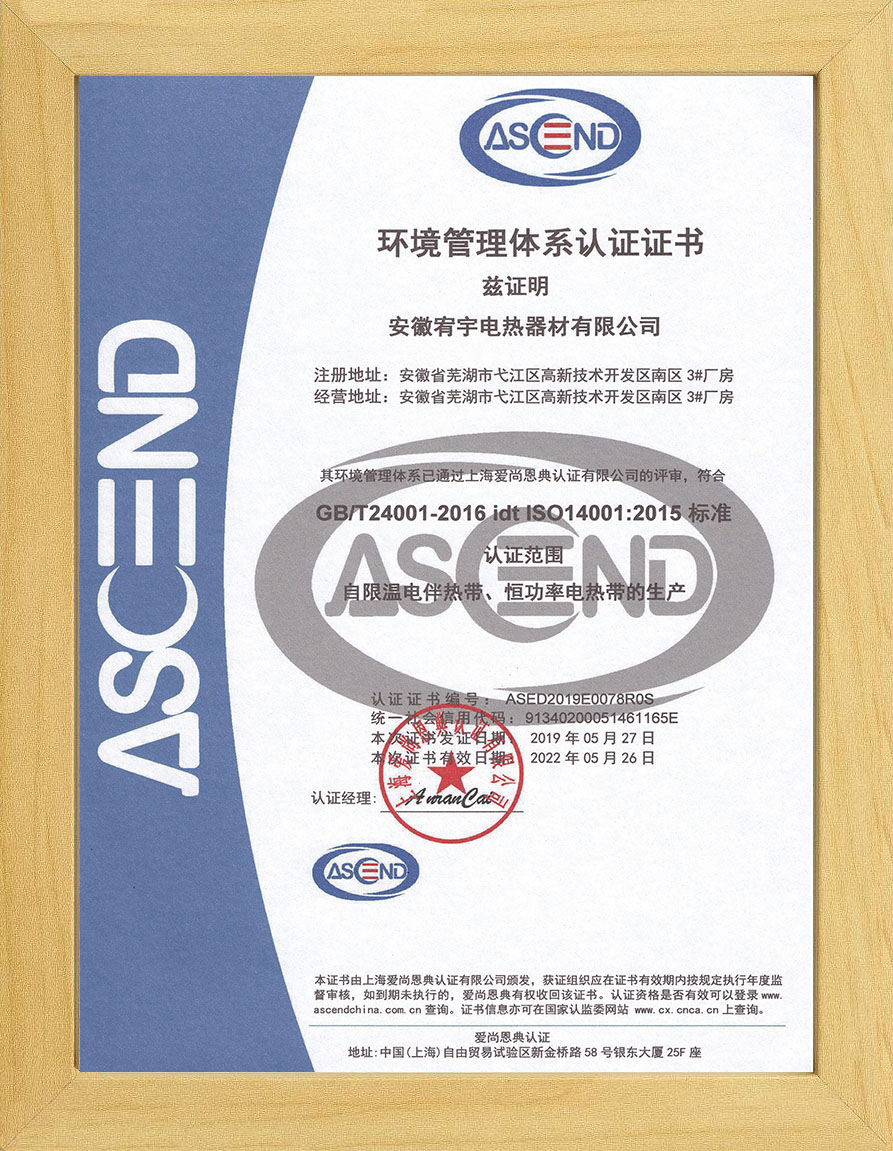 ASCEND
ASCEND
环境管理体系认证证书
兹证明
安徽宥宇电热器材有限公司
注册地址：安徽省芜湖市弋江区高新技术开发区南区 3#厂房
经营地址：安徽省芜湖市弋江区高新技术开发区南区 3#厂房
其环境管理体系已通过上海爱尚恩典认证有限公司的评审，符合
GB/T24001-2016 idt ISO14001:2015 标准
ASCEND
认证范围
自限温电伴热带、恒功率电热带的生产
认证证书编号： ASED2019E0078R0S
统一社会信用代码：91340200051461165E
本次证书发证日期： 2019 年 05 月 27 日
本次证书有效日期： 2022 年 05 月 26 日
上海爱尚恩典认证有限公司
认证经理：AnranCai
ASCEND
本证书由上海爱尚恩典认证有限公司颁发，获证组织应在证书有效期内按规定执行年度监
督审核，如到期未执行的，爱尚恩典有权收回该证书。认证资格是否有效可以登录 www.
ascendchina.com.cn 查询。证书信息亦可在国家认监委网站 www.cx.cnca.cn 上查询。
爱尚恩典认证
地址:中国(上海)自由贸易试验区新金桥路 58 号银东大厦 25F 座